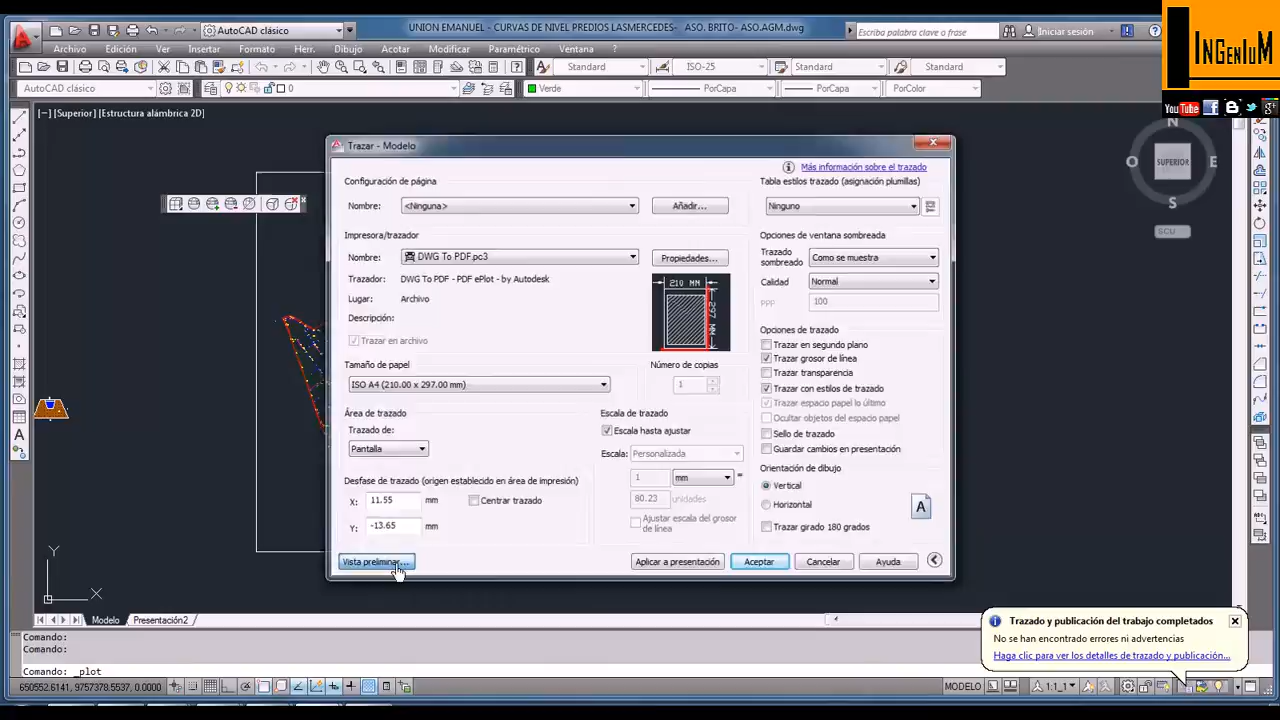 AutoCAD clásico
UNION EMANUEL - CURVAS DE NIVEL PREDIOS LASMERCEDES- ASO. BRITO- ASO.AGM.dwg
Escriba palabra clave o frase
Iniciar sesión
Archivo Edición Ver Insertar Formato Herr. Dibujo Acotar Modificar Paramétrico Ventana ?
Standard ISO-25 Standard Standard
AutoCAD clásico 0 Verde PorCapa PorCapa PorColor
INGENIUM
You Tube
[−] [Superior] [Estructura alámbrica 2D]
N
O SUPERIOR E
S
SCU
Trazar - Modelo
Más información sobre el trazado
Configuración de página
Nombre: <Ninguna> Añadir...
Tabla estilos trazado (asignación plumillas)
Ninguno
Impresora/trazador
Nombre: DWG To PDF.pc3 Propiedades...
Trazador: DWG To PDF - PDF ePlot - by Autodesk
Lugar: Archivo
Descripción:
Trazar en archivo
210 MM
297 MM
Opciones de ventana sombreada
Trazado sombreado Como se muestra
Calidad Normal
ppp 100
Tamaño de papel
ISO A4 (210.00 x 297.00 mm)
Número de copias
1
Opciones de trazado
Trazar en segundo plano
Trazar grosor de línea
Trazar transparencia
Trazar con estilos de trazado
Trazar espacio papel lo último
Ocultar objetos del espacio papel
Sello de trazado
Guardar cambios en presentación
Área de trazado
Trazado de:
Pantalla
Escala de trazado
Escala hasta ajustar
Escala: Personalizada
1 mm =
80.23 unidades
Ajustar escala del grosor
de línea
Desfase de trazado (origen establecido en área de impresión)
X: 11.55 mm Centrar trazado
Y: -13.65 mm
Orientación de dibujo
Vertical
Horizontal
Trazar girado 180 grados
A
Vista preliminar... Aplicar a presentación Aceptar Cancelar Ayuda
Y
X
Modelo Presentación2
Comando:
Comando:
Comando: _plot
Trazado y publicación del trabajo completados
No se han encontrado errores ni advertencias
Haga clic para ver los detalles de trazado y publicación...
650552.6141, 9757378.5537, 0.0000
MODELO
1:1_1